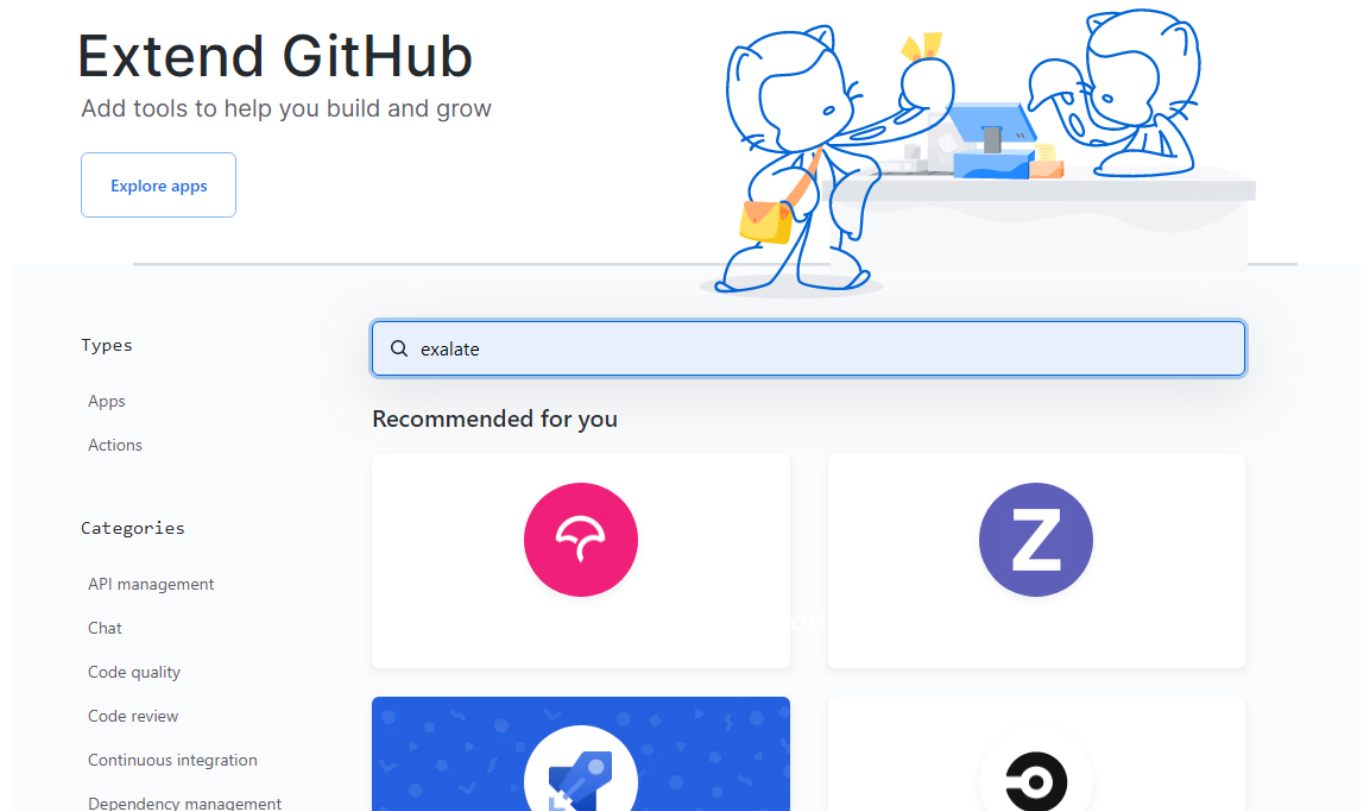 Extend GitHub
Add tools to help you build and grow
Explore apps
Types
Apps
Actions
Categories
API management
Chat
Code quality
Code review
Continuous integration
Dependency management
exalate
Recommended for you
Z